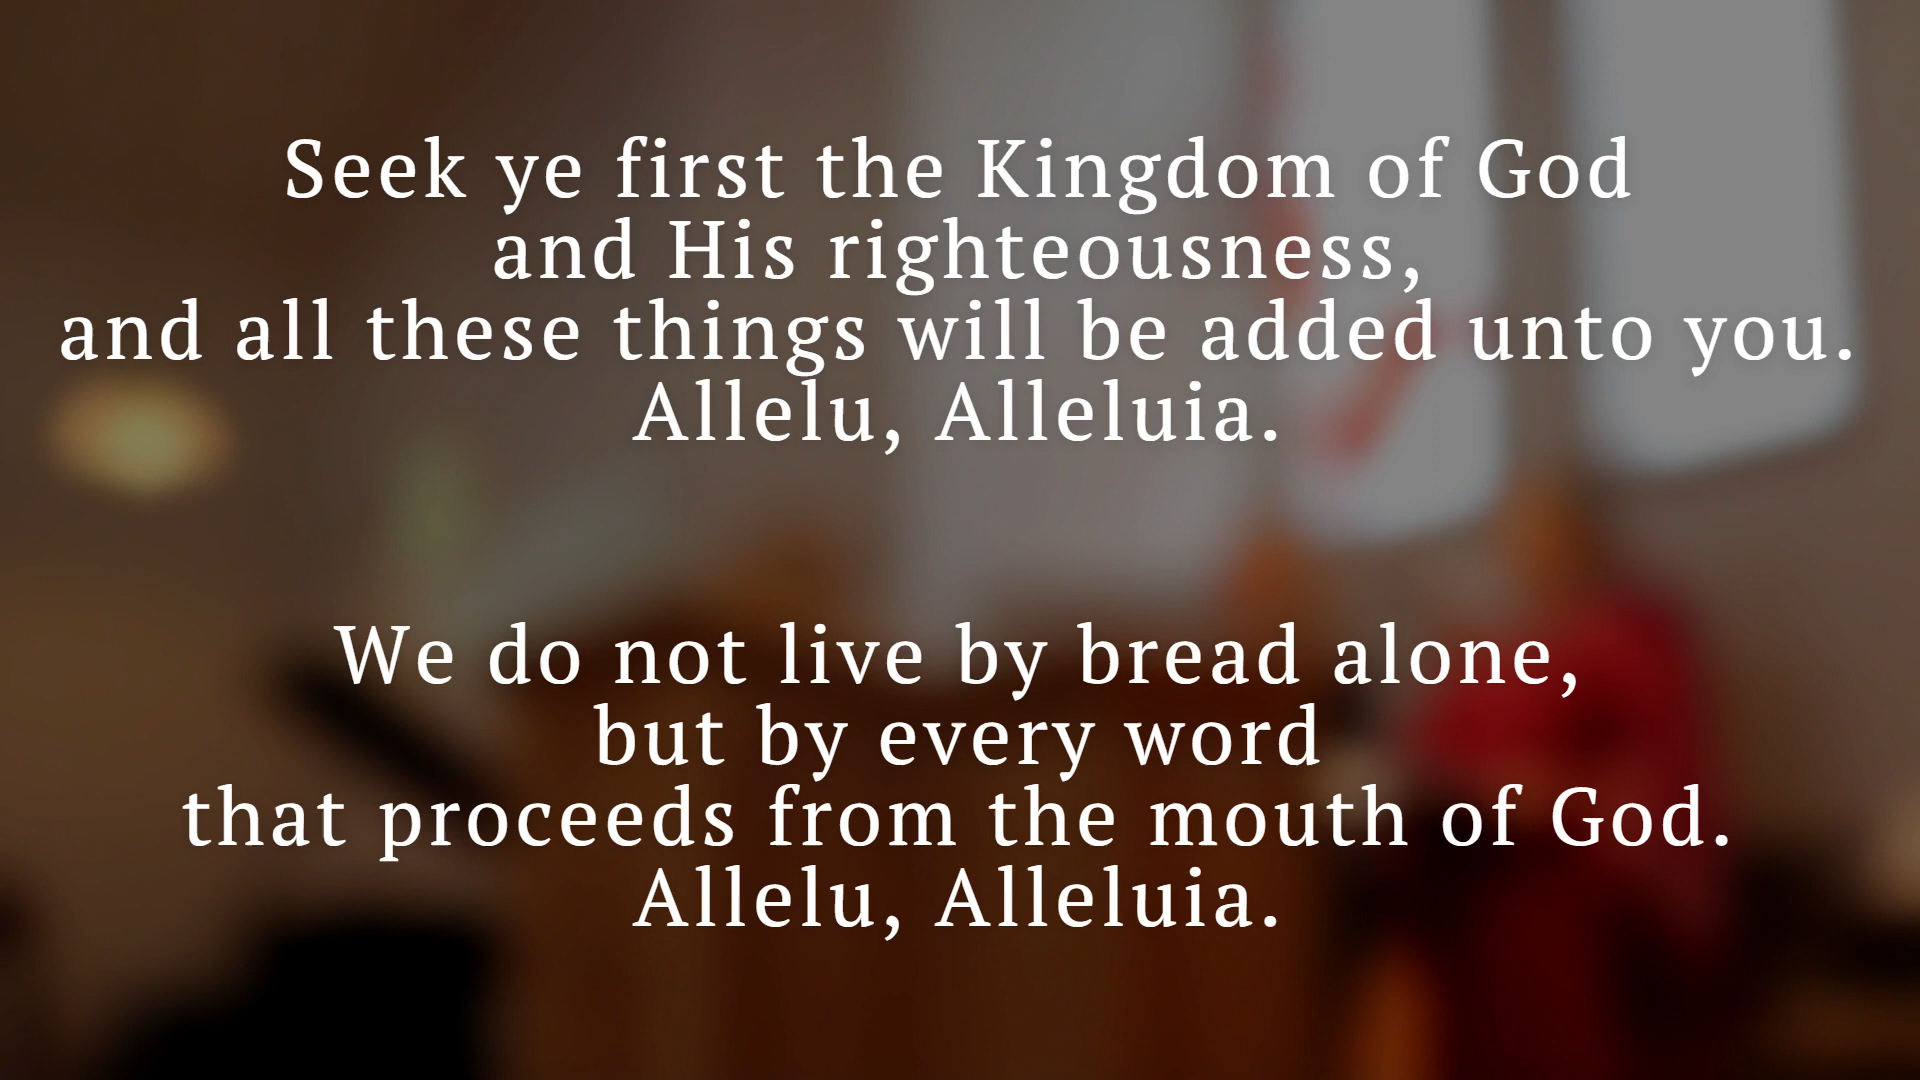 Seek ye first the Kingdom of God
and His righteousness,
and all these things will be added unto you.
Allelu, Alleluia.
We do not live by bread alone,
but by every word
that proceeds from the mouth of God.
Allelu, Alleluia.